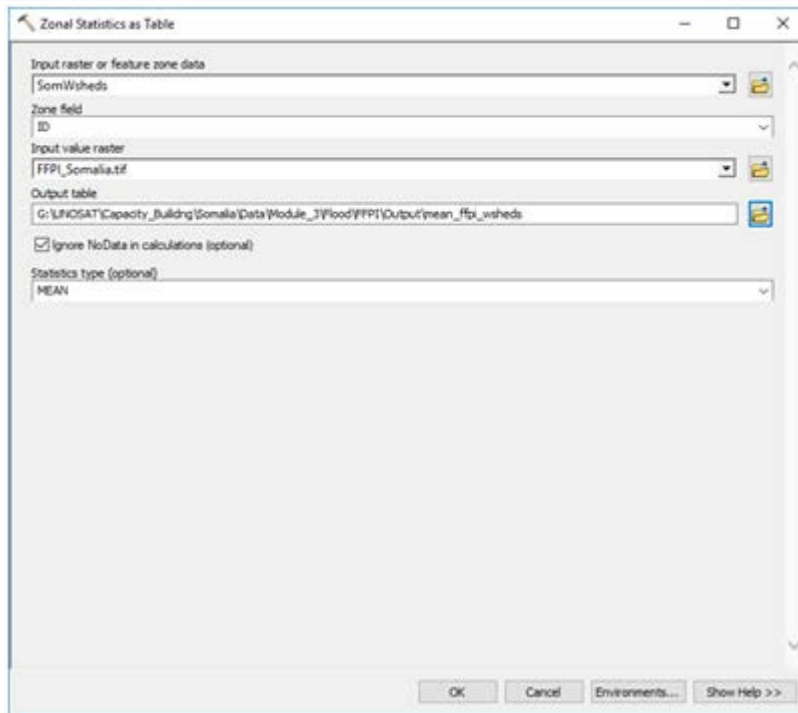 Zonal Statistics as Table
Input raster or feature zone data
SomWsheds
Zone field
ID
Input value raster
FFPI_Somalia.tif
Output table
G:\UNOSAT\Capacity_Buildng\Somalia\Data\Module_3\Flood\FFPI\Output\mean_ffpi_wsheds
Ignore NoData in calculations (optional)
Statistics type (optional)
MEAN
OK Cancel Environments... Show Help >>